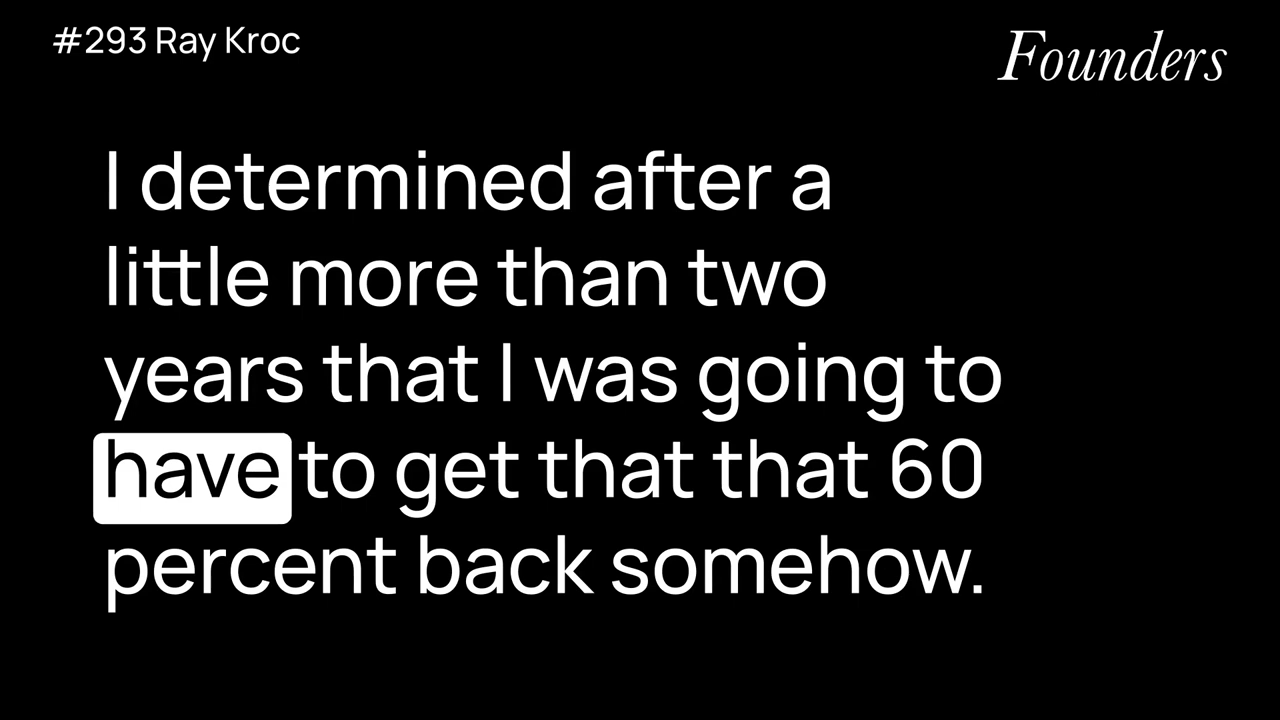 #293 Ray Kroc
Founders
I determined after a
little more than two
years that I was going to
have to get that that 60
percent back somehow.